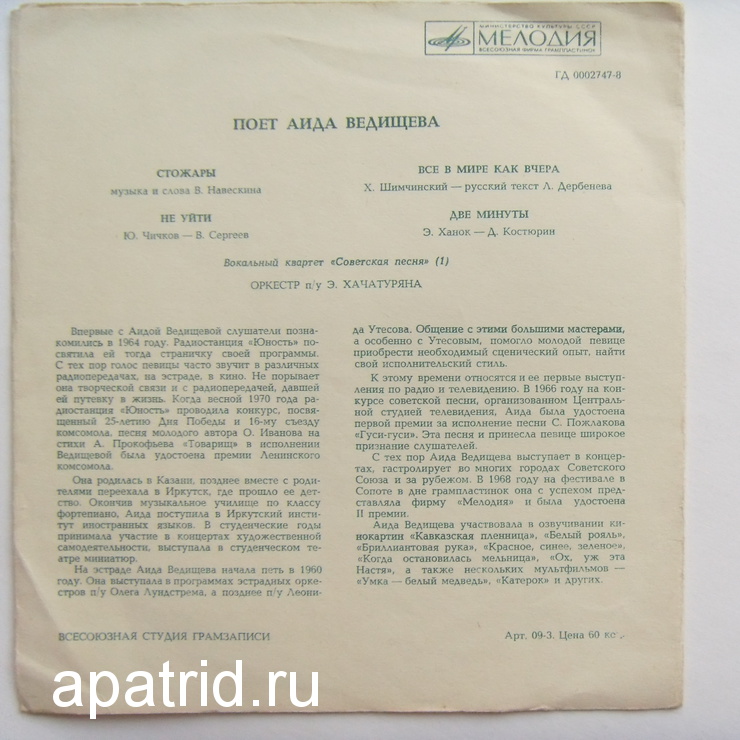 МИНИСТЕРСТВО КУЛЬТУРЫ СССР
МЕЛОДИЯ
ВСЕСОЮЗНАЯ ФИРМА ГРАМПЛАСТИНОК
ГД 0002747-8
ПОЕТ АИДА ВЕДИЩЕВА
СТОЖАРЫ
музыка и слова В. Навескина
НЕ УЙТИ
Ю. Чичков — В. Сергеев
ВСЕ В МИРЕ КАК ВЧЕРА
Х. Шимчинский — русский текст Л. Дербенева
ДВЕ МИНУТЫ
Э. Ханок — Д. Костюрин
Вокальный квартет «Советская песня» (1)
ОРКЕСТР п/у Э. ХАЧАТУРЯНА
Впервые с Аидой Ведищевой слушатели позна-
комились в 1964 году. Радиостанция «Юность» по-
святила ей тогда страничку своей программы.
С тех пор голос певицы часто звучит в различных
радиопередачах, на эстраде, в кино. Не порывает
она творческой связи и с радиопередачей, давшей
ей путевку в жизнь. Когда весной 1970 года ра-
диостанция «Юность» проводила конкурс, посвя-
щенный 25-летию Дня Победы и 16-му съезду
комсомола, песня молодого автора О. Иванова на
стихи А. Прокофьева «Товарищ» в исполнении
Ведищевой была удостоена премии Ленинского
комсомола.
Она родилась в Казани, позднее вместе с роди-
телями переехала в Иркутск, где прошло ее дет-
ство. Окончив музыкальное училище по классу
фортепиано, Аида поступила в Иркутский инсти-
тут иностранных языков. В студенческие годы
принимала участие в концертах художественной
самодеятельности, выступала в студенческом те-
атре миниатюр.
На эстраде Аида Ведищева начала петь в 1960
году. Она выступала в программах эстрадных орке-
стров п/у Олега Лундстрема, а позднее п/у Леони-
да Утесова. Общение с этими большими мастерами,
а особенно с Утесовым, помогло молодой певице
приобрести необходимый сценический опыт, найти
свой исполнительский стиль.
К этому времени относятся и ее первые выступ-
ления по радио и телевидению. В 1966 году на кон-
курсе советской песни, организованном Централь-
ной студией телевидения, Аида была удостоена
первой премии за исполнение песни С. Пожлакова
«Гуси-гуси». Эта песня и принесла певице широкое
признание слушателей.
С тех пор Аида Ведищева выступает в концер-
тах, гастролирует во многих городах Советского
Союза и за рубежом. В 1968 году на фестивале в
Сопоте в дне грампластинок она с успехом предста-
вляла фирму «Мелодия» и была удостоена
II премии.
Аида Ведищева участвовала в озвучивании ки-
нокартин «Кавказская пленница», «Белый рояль»,
«Бриллиантовая рука», «Красное, синее, зеленое»,
«Когда остановилась мельница», «Ох, уж эта
Настя», а также нескольких мультфильмов —
«Умка — белый медведь», «Катерок» и других.
ВСЕСОЮЗНАЯ СТУДИЯ ГРАМЗАПИСИ
Арт. 09-3. Цена 60 коп.
apatrid.ru